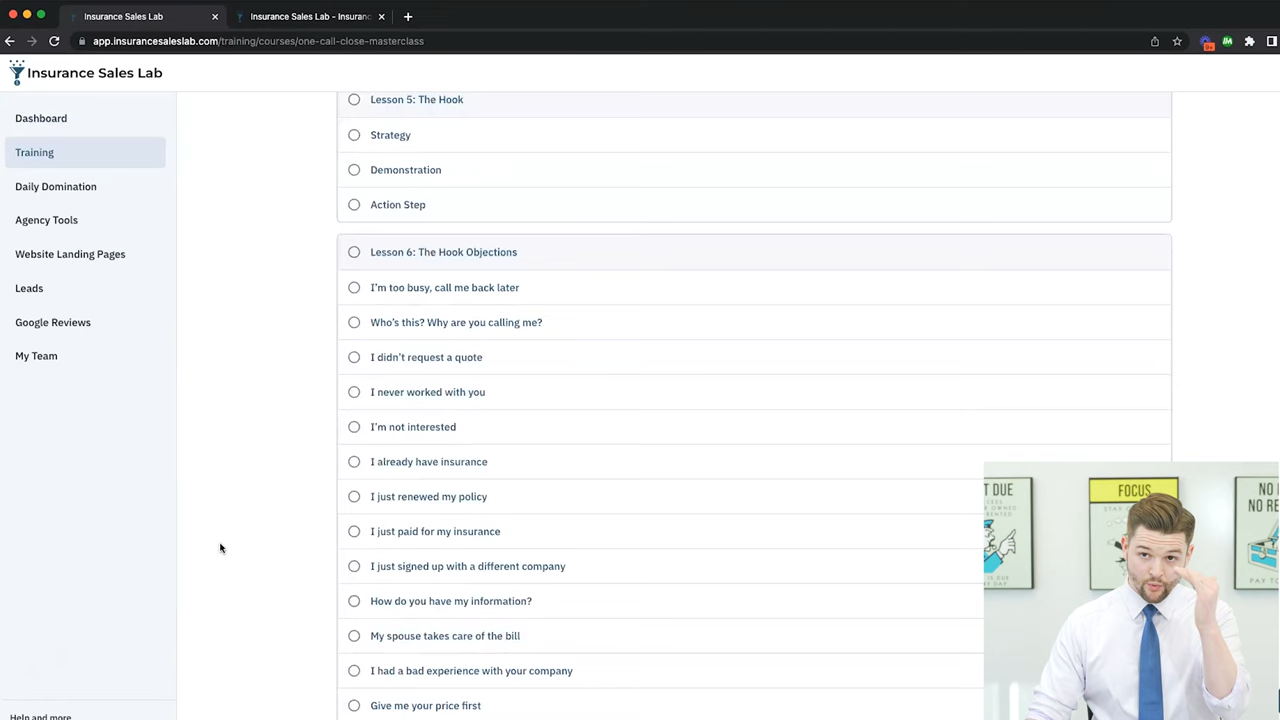 Insurance Sales Lab
Insurance Sales Lab - Insuranc
app.insurancesaleslab.com/training/courses/one-call-close-masterclass
9+
Insurance Sales Lab
Dashboard
Training
Daily Domination
Agency Tools
Website Landing Pages
Leads
Google Reviews
My Team
Help and more
Lesson 5: The Hook
Strategy
Demonstration
Action Step
Lesson 6: The Hook Objections
I'm too busy, call me back later
Who's this? Why are you calling me?
I didn't request a quote
I never worked with you
I'm not interested
I already have insurance
I just renewed my policy
I just paid for my insurance
I just signed up with a different company
How do you have my information?
My spouse takes care of the bill
I had a bad experience with your company
Give me your price first
T DUE
FOCUS
NO
NO RE
PAY TO